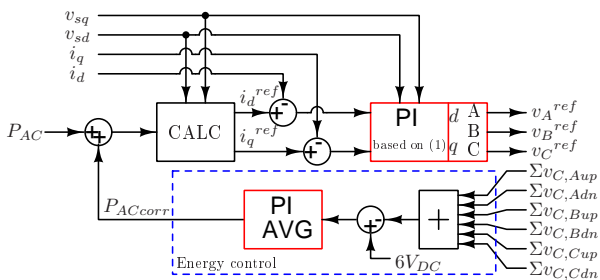 v_sq
v_sd
i_q
i_d
i_d^ref
i_q^ref
P_AC
++
CALC
+-
+-
PI
based on (1)
d
q
A
B
C
v_A^ref
v_B^ref
v_C^ref
P_ACcorr
PI
AVG
+-
+
6V_DC
Energy control
Σv_C,Aup
Σv_C,Adn
Σv_C,Bup
Σv_C,Bdn
Σv_C,Cup
Σv_C,Cdn